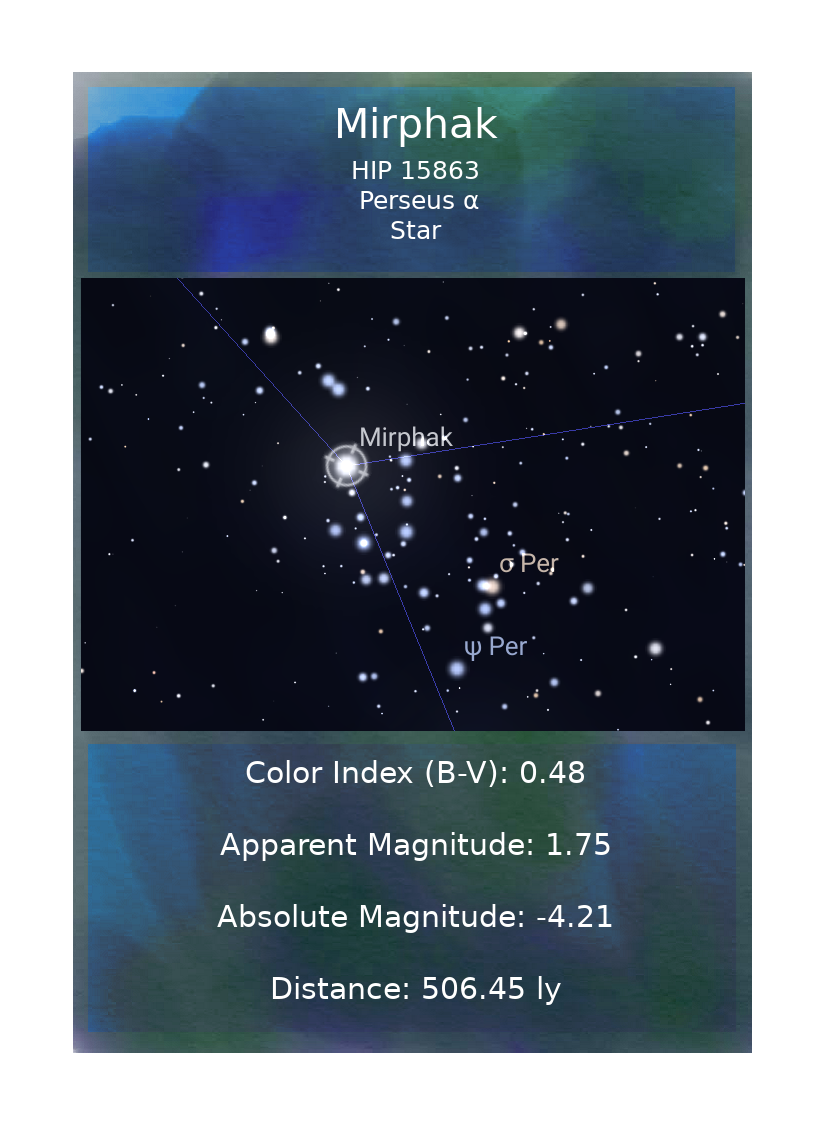 Mirphak
HIP 15863
Perseus α
Star
Mirphak
σ Per
ψ Per
Color Index (B-V): 0.48
Apparent Magnitude: 1.75
Absolute Magnitude: -4.21
Distance: 506.45 ly